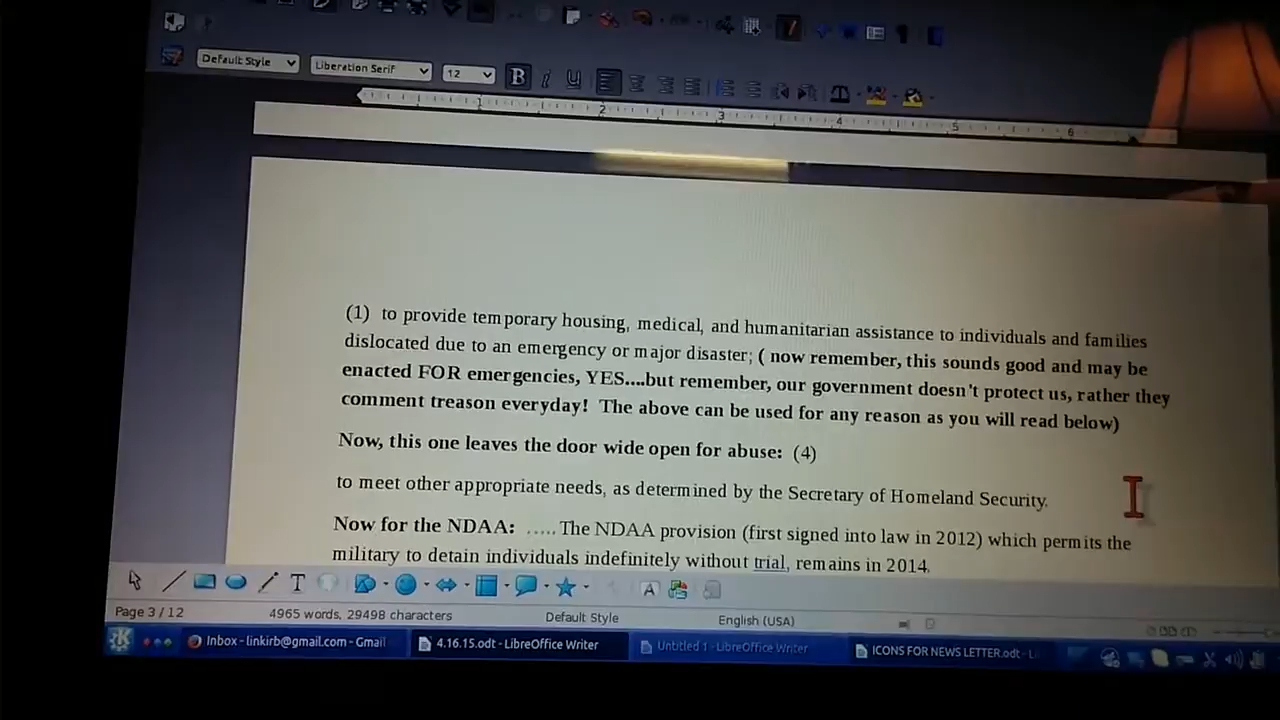 Default Style
Liberation Serif
12
B
i
U
1 2 3 4 5 6
(1) to provide temporary housing, medical, and humanitarian assistance to individuals and families
dislocated due to an emergency or major disaster; ( now remember, this sounds good and may be
enacted FOR emergencies, YES....but remember, our government doesn't protect us, rather they
comment treason everyday! The above can be used for any reason as you will read below)
Now, this one leaves the door wide open for abuse: (4)
to meet other appropriate needs, as determined by the Secretary of Homeland Security.
Now for the NDAA: ..... The NDAA provision (first signed into law in 2012) which permits the
military to detain individuals indefinitely without trial, remains in 2014.
T
A
Page 3 / 12
4965 words, 29498 characters
Default Style
English (USA)
Inbox - linkirb@gmail.com - Gmail
4.16.15.odt - LibreOffice Writer
Untitled 1 - LibreOffice Writer
ICONS FOR NEWS LETTER.odt - Li